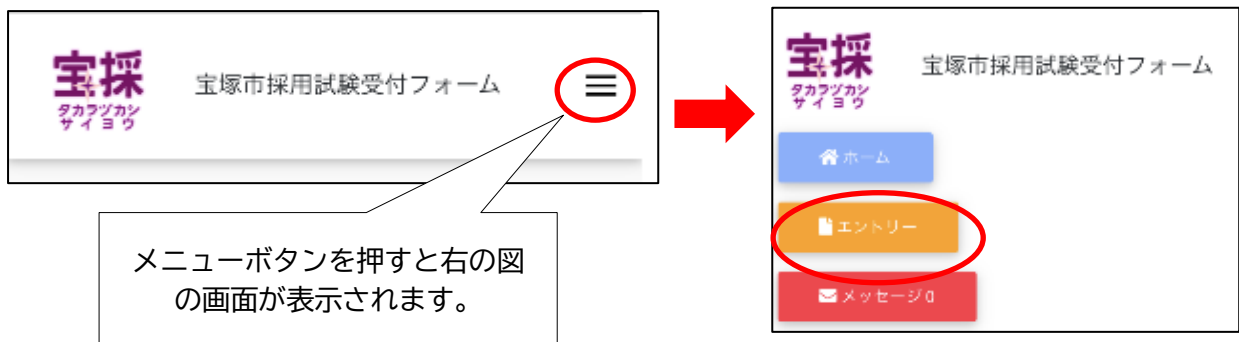 宝採
タカラヅカシ
サイヨウ
宝塚市採用試験受付フォーム
メニューボタンを押すと右の図
の画面が表示されます。
宝採
タカラヅカシ
サイヨウ
宝塚市採用試験受付フォーム
ホーム
エントリー
メッセージ 0